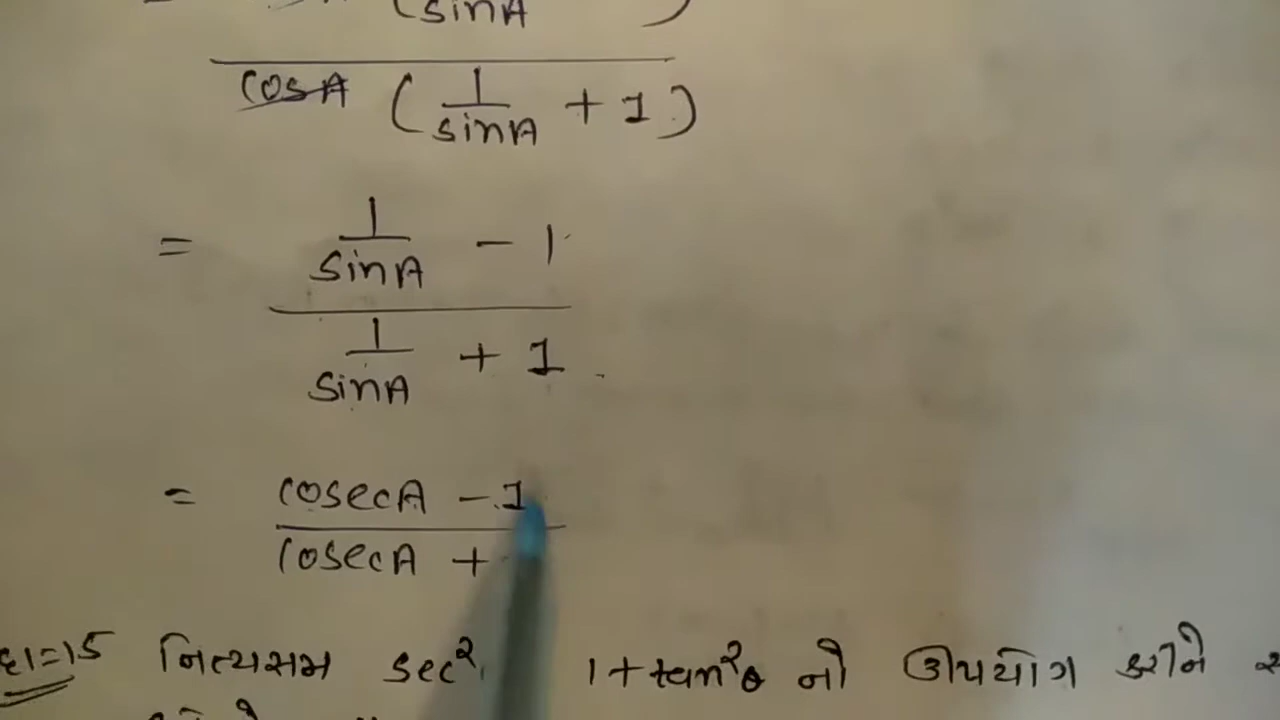 (sinA )
cosA (1/sinA + 1)
= 1/sinA - 1
1/sinA + 1
= cosecA - 1
cosecA +
દા=15 નિત્યસમ sec² 1+tan²θ નો ઊપયોગ કરીને